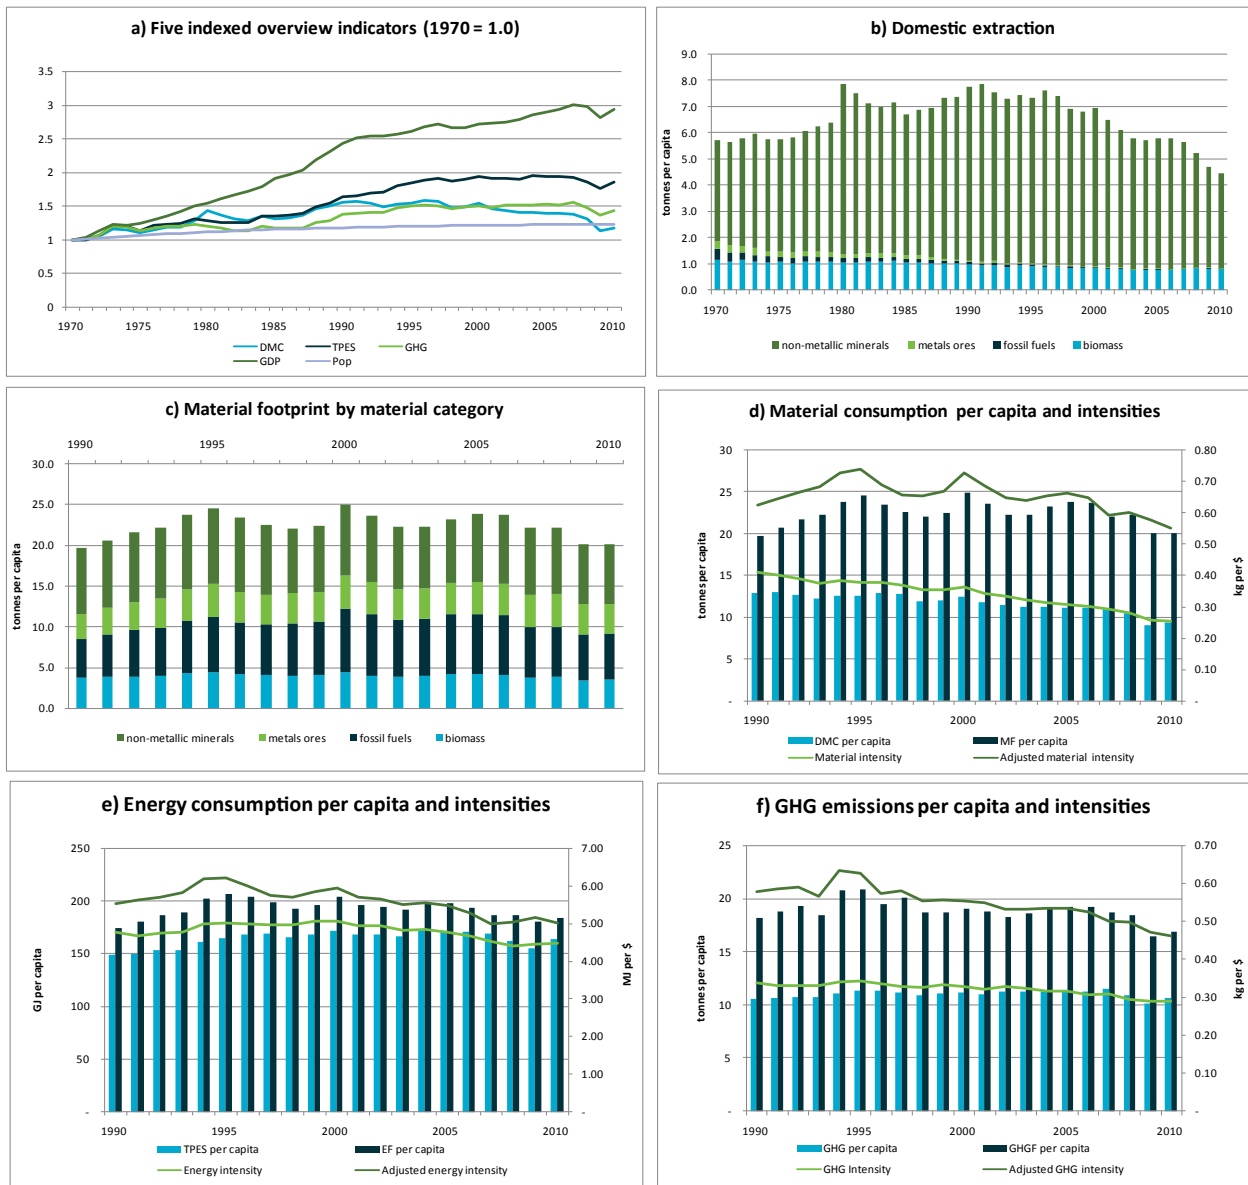 a) Five indexed overview indicators (1970 = 1.0)
3.5
3
2.5
2
1.5
1
0.5
0
1970 1975 1980 1985 1990 1995 2000 2005 2010
DMC TPES GHG
GDP Pop
b) Domestic extraction
tonnes per capita
9.0
8.0
7.0
6.0
5.0
4.0
3.0
2.0
1.0
0.0
1970 1975 1980 1985 1990 1995 2000 2005 2010
non-metallic minerals metals ores fossil fuels biomass
c) Material footprint by material category
1990 1995 2000 2005 2010
tonnes per capita
30.0
25.0
20.0
15.0
10.0
5.0
0.0
non-metallic minerals metals ores fossil fuels biomass
d) Material consumption per capita and intensities
tonnes per capita
30
25
20
15
10
5
-
0.80
0.70
0.60
0.50
0.40
0.30
0.20
0.10
-
kg per $
1990 1995 2000 2005 2010
DMC per capita MF per capita
Material intensity Adjusted material intensity
e) Energy consumption per capita and intensities
GJ per capita
250
200
150
100
50
-
7.00
6.00
5.00
4.00
3.00
2.00
1.00
-
MJ per $
1990 1995 2000 2005 2010
TPES per capita EF per capita
Energy intensity Adjusted energy intensity
f) GHG emissions per capita and intensities
tonnes per capita
25
20
15
10
5
-
0.70
0.60
0.50
0.40
0.30
0.20
0.10
-
kg per $
1990 1995 2000 2005 2010
GHG per capita GHGF per capita
GHG Intensity Adjusted GHG intensity